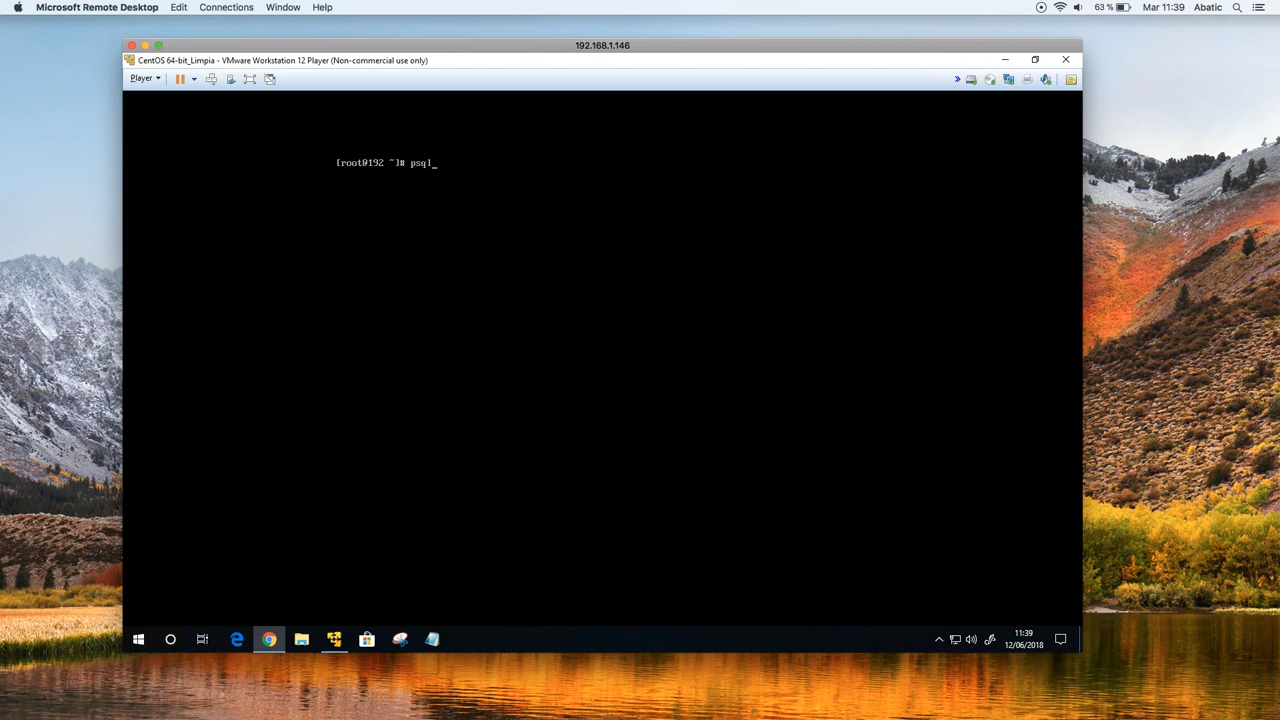 Microsoft Remote Desktop Edit Connections Window Help 63 % Mar 11:39 Abatic
192.168.1.146
CentOS 64-bit_Limpia - VMware Workstation 12 Player (Non-commercial use only)
Player
[root@192 ~]# psql_
11:39
12/06/2018